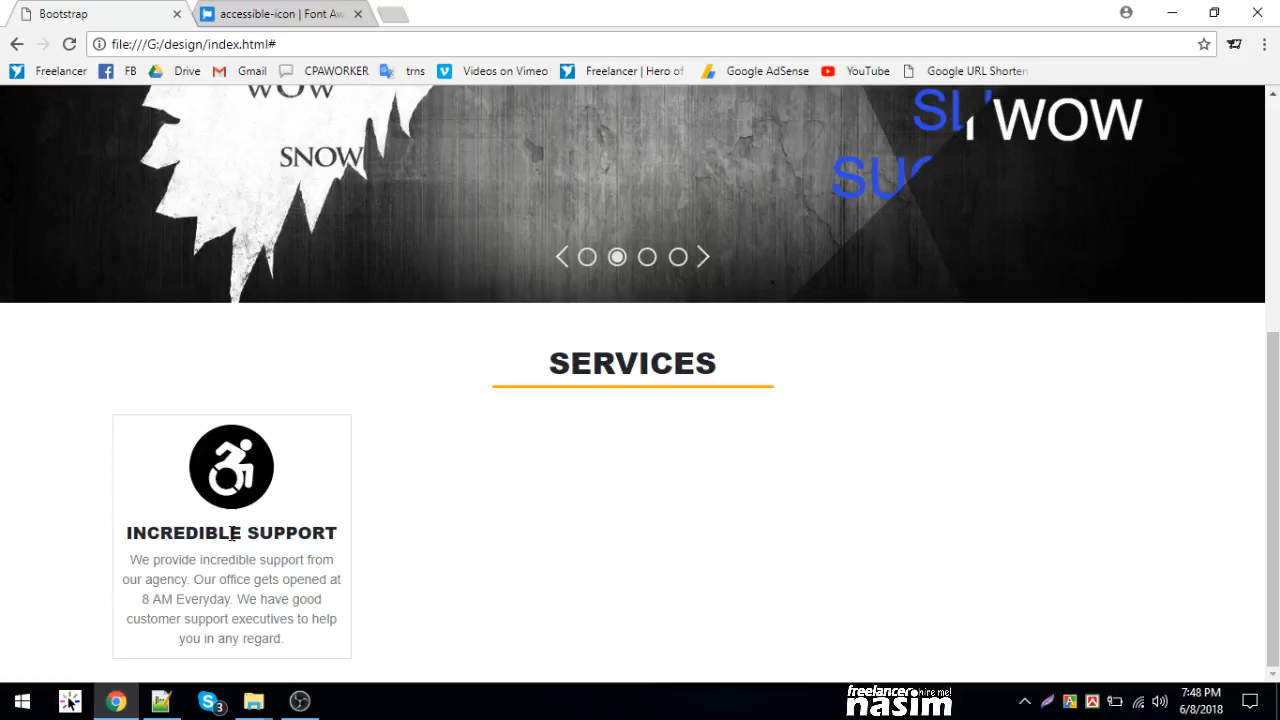 Bootstrap
accessible-icon | Font Aw
file:///G:/design/index.html#
Freelancer FB Drive Gmail CPAWORKER trns Videos on Vimeo Freelancer | Hero of Google AdSense YouTube Google URL Shorten
WOW
SNOW
WOW
SERVICES
INCREDIBLE SUPPORT
We provide incredible support from
our agency. Our office gets opened at
8 AM Everyday. We have good
customer support executives to help
you in any regard.
3
freelancer hire me!
nasim
7:48 PM
6/8/2018